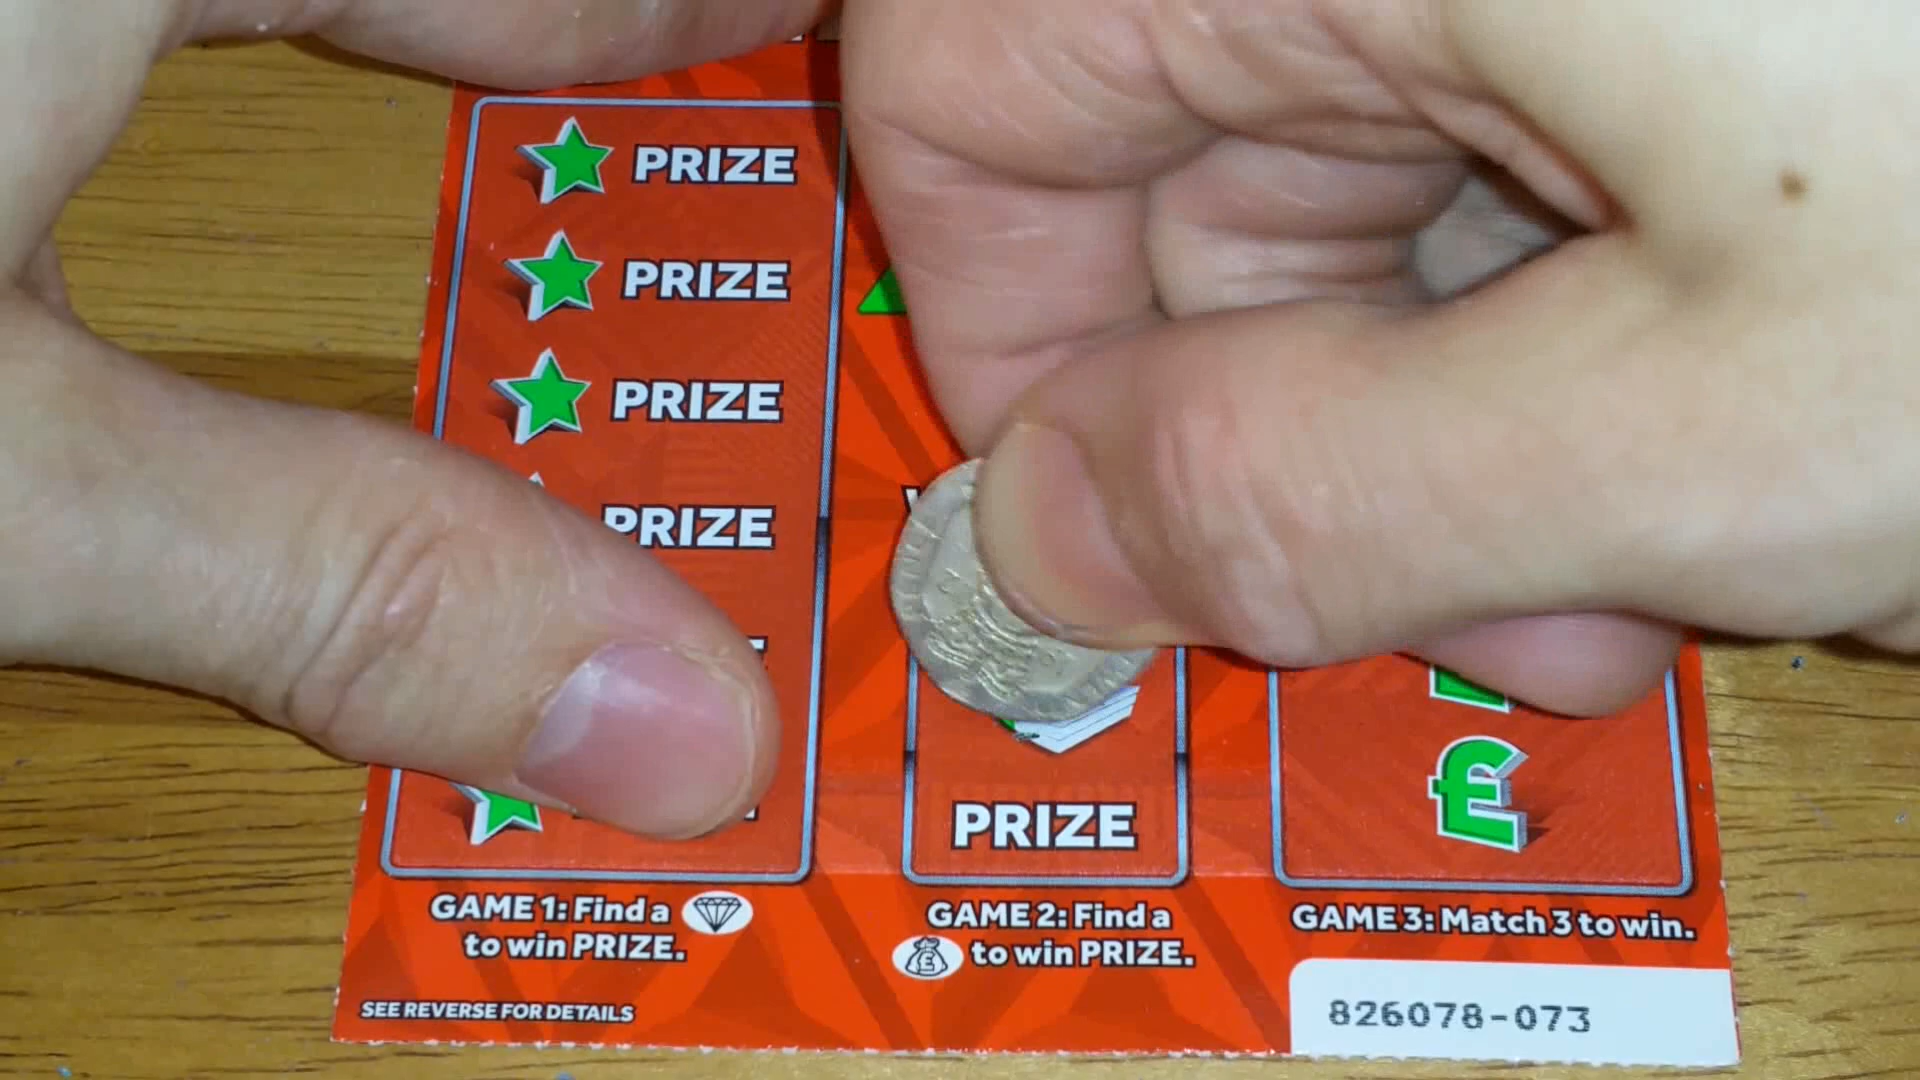 PRIZE
PRIZE
PRIZE
PRIZE
PRIZE
£
GAME 1: Find a
to win PRIZE.
GAME 2: Find a
£ to win PRIZE.
GAME 3: Match 3 to win.
SEE REVERSE FOR DETAILS
826078-073